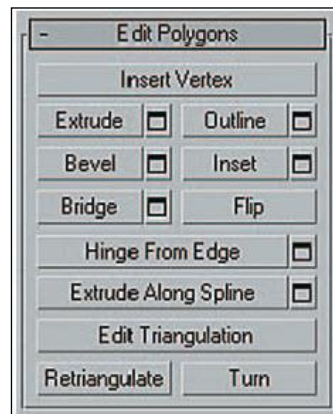 - Edit Polygons
Insert Vertex
Extrude Outline
Bevel Inset
Bridge Flip
Hinge From Edge
Extrude Along Spline
Edit Triangulation
Retriangulate Turn